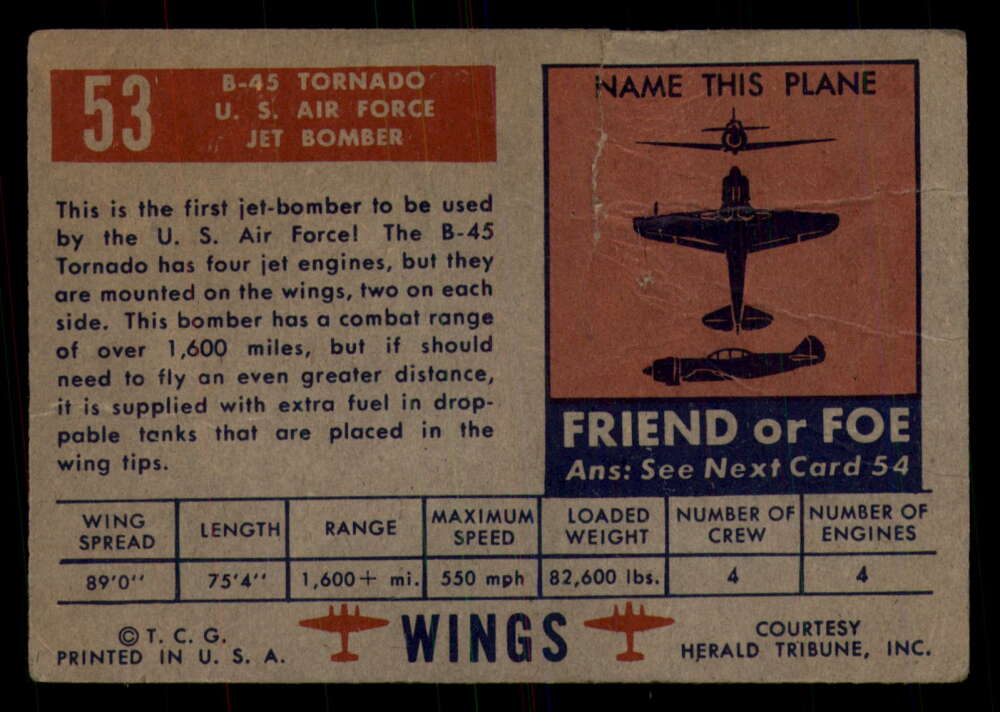 53
B-45 TORNADO
U. S. AIR FORCE
JET BOMBER
This is the first jet-bomber to be used
by the U. S. Air Force! The B-45
Tornado has four jet engines, but they
are mounted on the wings, two on each
side. This bomber has a combat range
of over 1,600 miles, but if should
need to fly an even greater distance,
it is supplied with extra fuel in drop-
pable tanks that are placed in the
wing tips.
NAME THIS PLANE
FRIEND or FOE
Ans: See Next Card 54
WING SPREAD LENGTH RANGE MAXIMUM SPEED LOADED WEIGHT NUMBER OF CREW NUMBER OF ENGINES
89'0'' 75'4'' 1,600+ mi. 550 mph 82,600 lbs. 4 4
© T. C. G.
PRINTED IN U. S. A.
WINGS
COURTESY
HERALD TRIBUNE, INC.